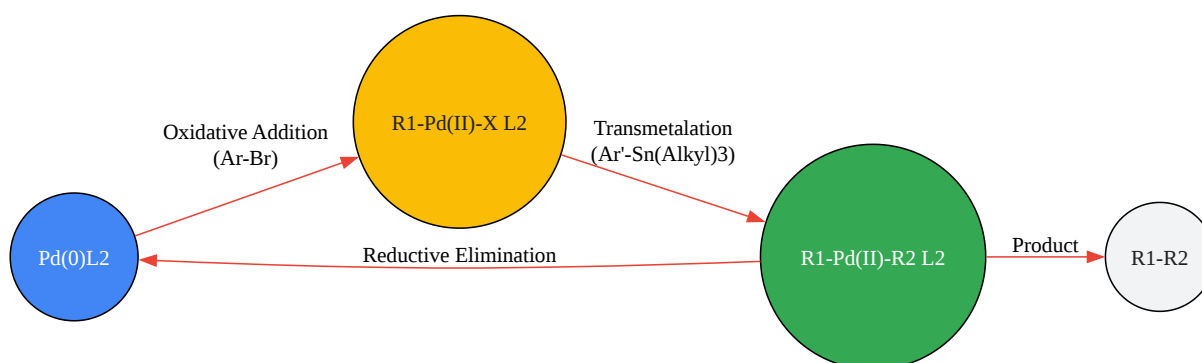 Oxidative Addition
(Ar-Br)
R1-Pd(II)-X L2
Transmetalation
(Ar'-Sn(Alkyl)3)
Pd(0)L2
Reductive Elimination
R1-Pd(II)-R2 L2
Product
R1-R2